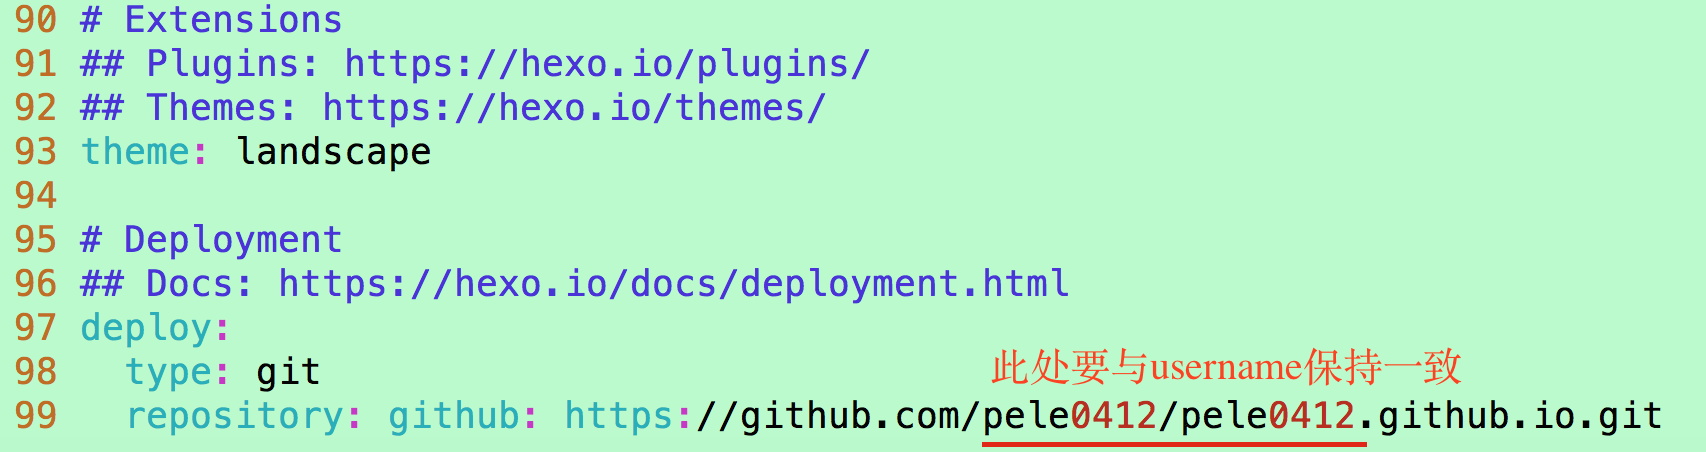 90 # Extensions
91 ## Plugins: https://hexo.io/plugins/
92 ## Themes: https://hexo.io/themes/
93 theme: landscape
94
95 # Deployment
96 ## Docs: https://hexo.io/docs/deployment.html
97 deploy:
98   type: git
此处要与username保持一致
99   repository: github: https://github.com/pele0412/pele0412.github.io.git